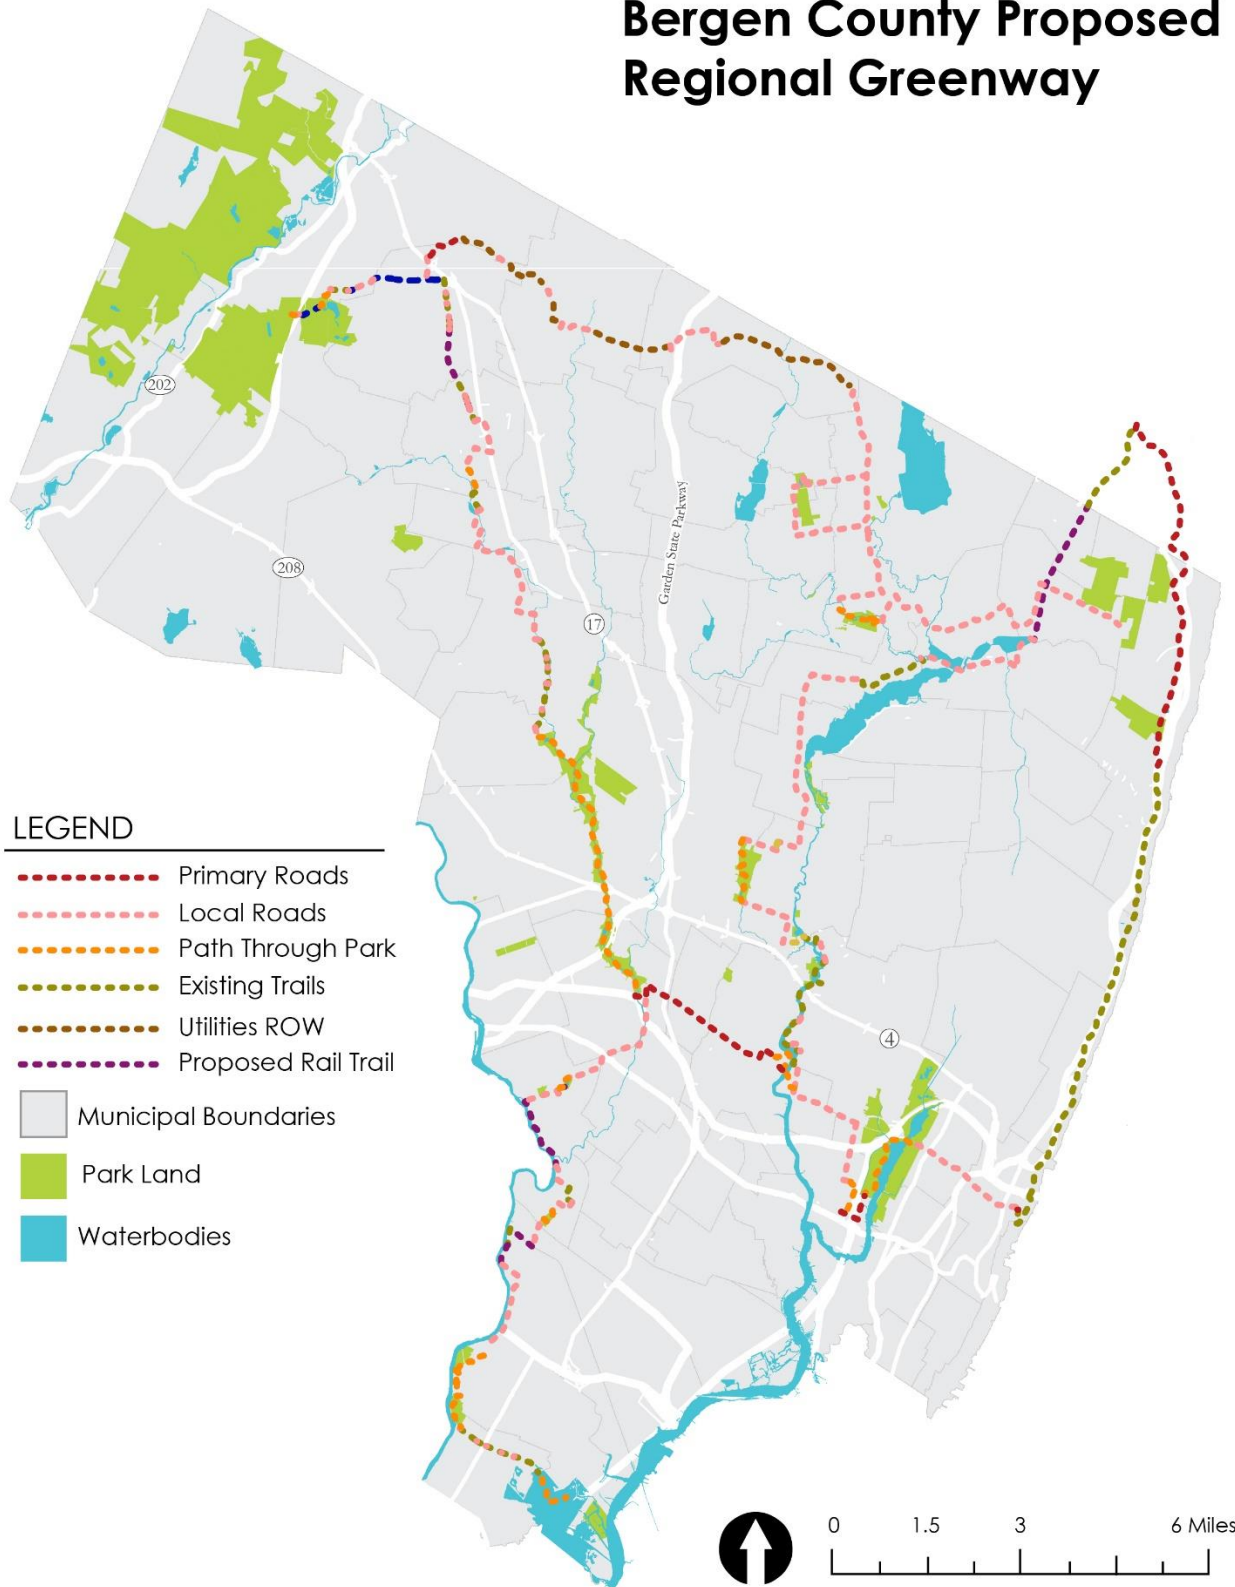 Bergen County Proposed
Regional Greenway
202
208
17
Garden State Parkway
4
LEGEND
Primary Roads
Local Roads
Path Through Park
Existing Trails
Utilities ROW
Proposed Rail Trail
Municipal Boundaries
Park Land
Waterbodies
0 1.5 3 6 Miles